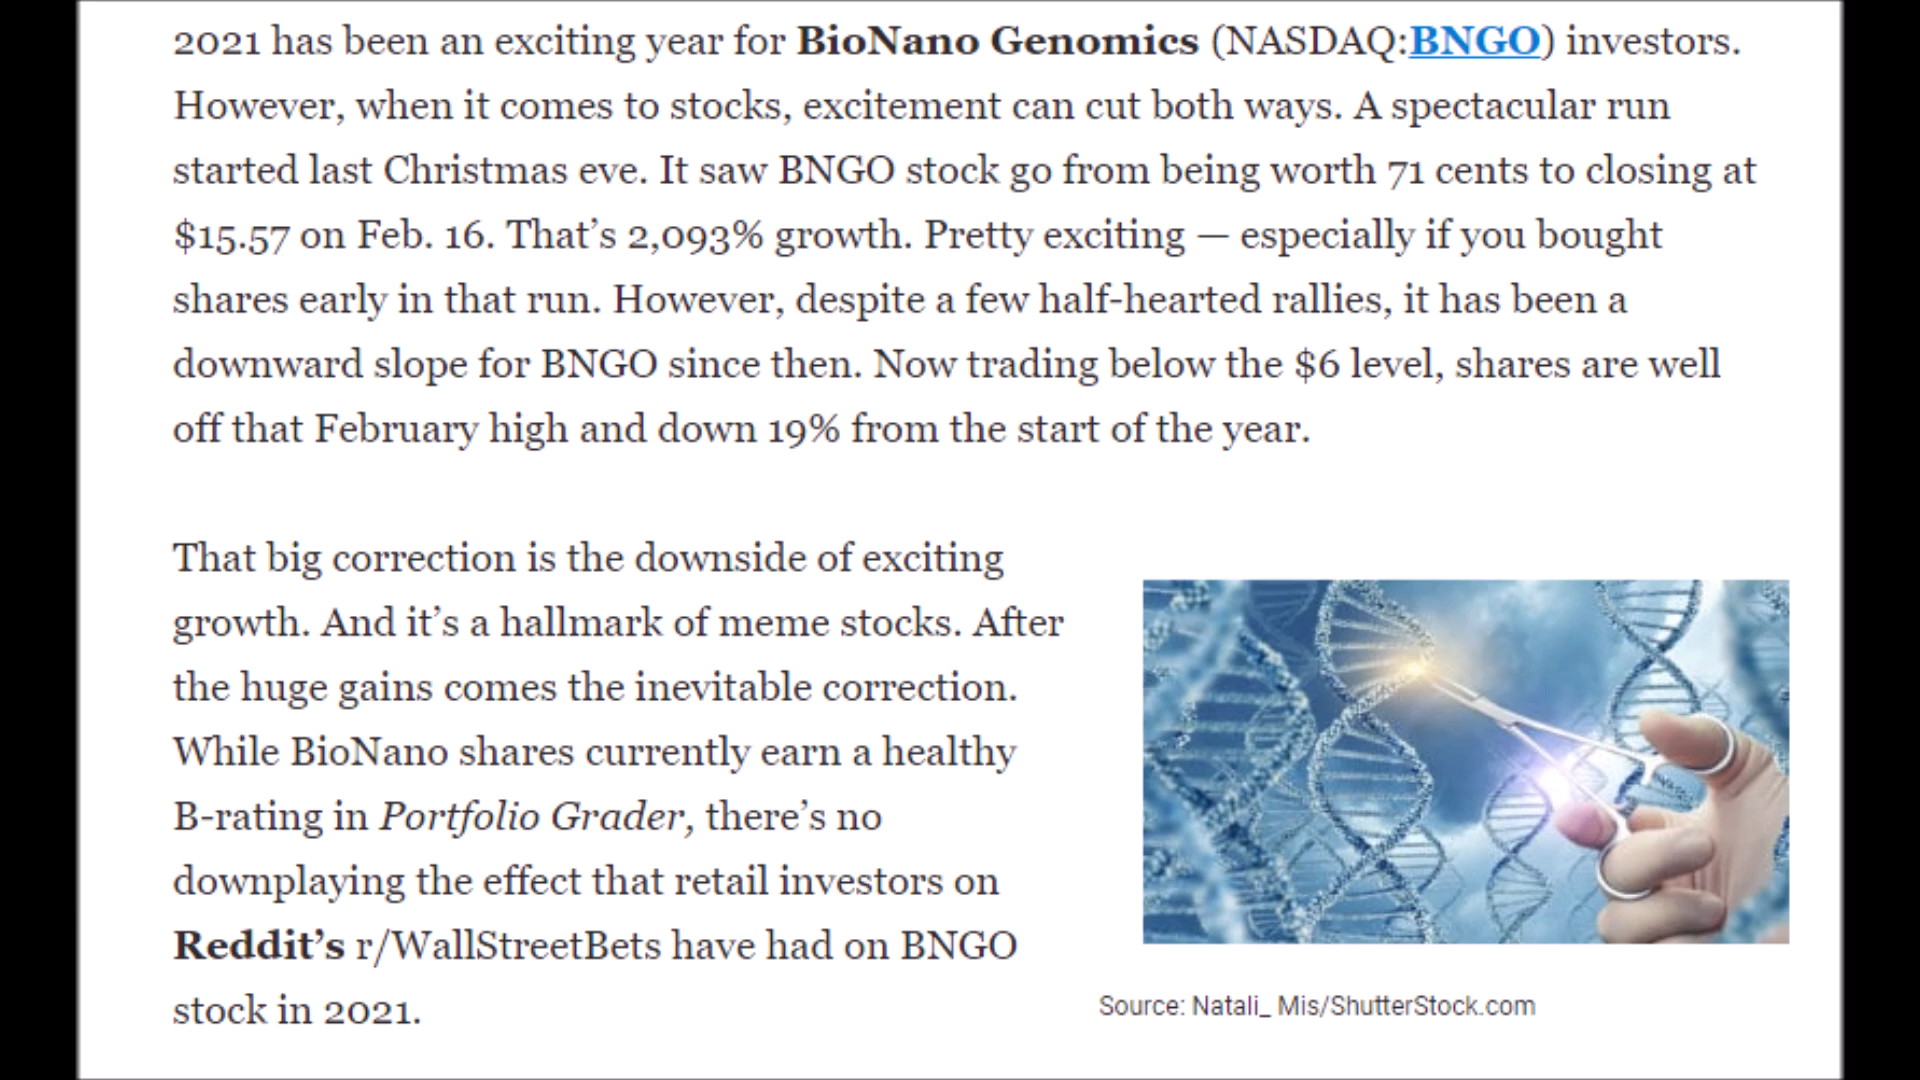 2021 has been an exciting year for BioNano Genomics (NASDAQ:BNGO) investors.
However, when it comes to stocks, excitement can cut both ways. A spectacular run
started last Christmas eve. It saw BNGO stock go from being worth 71 cents to closing at
$15.57 on Feb. 16. That’s 2,093% growth. Pretty exciting — especially if you bought
shares early in that run. However, despite a few half-hearted rallies, it has been a
downward slope for BNGO since then. Now trading below the $6 level, shares are well
off that February high and down 19% from the start of the year.
That big correction is the downside of exciting
growth. And it’s a hallmark of meme stocks. After
the huge gains comes the inevitable correction.
While BioNano shares currently earn a healthy
B-rating in Portfolio Grader, there’s no
downplaying the effect that retail investors on
Reddit’s r/WallStreetBets have had on BNGO
stock in 2021.
Source: Natali_ Mis/ShutterStock.com